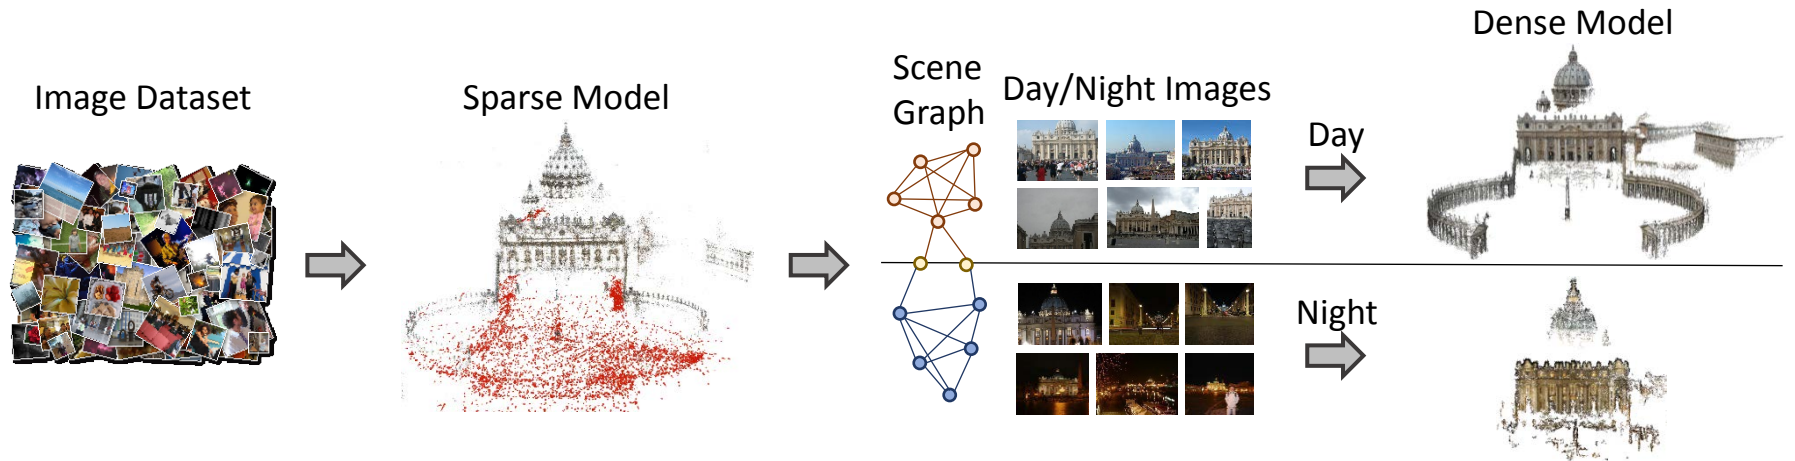 Image Dataset
Sparse Model
Scene
Graph
Day/Night Images
Day
Night
Dense Model